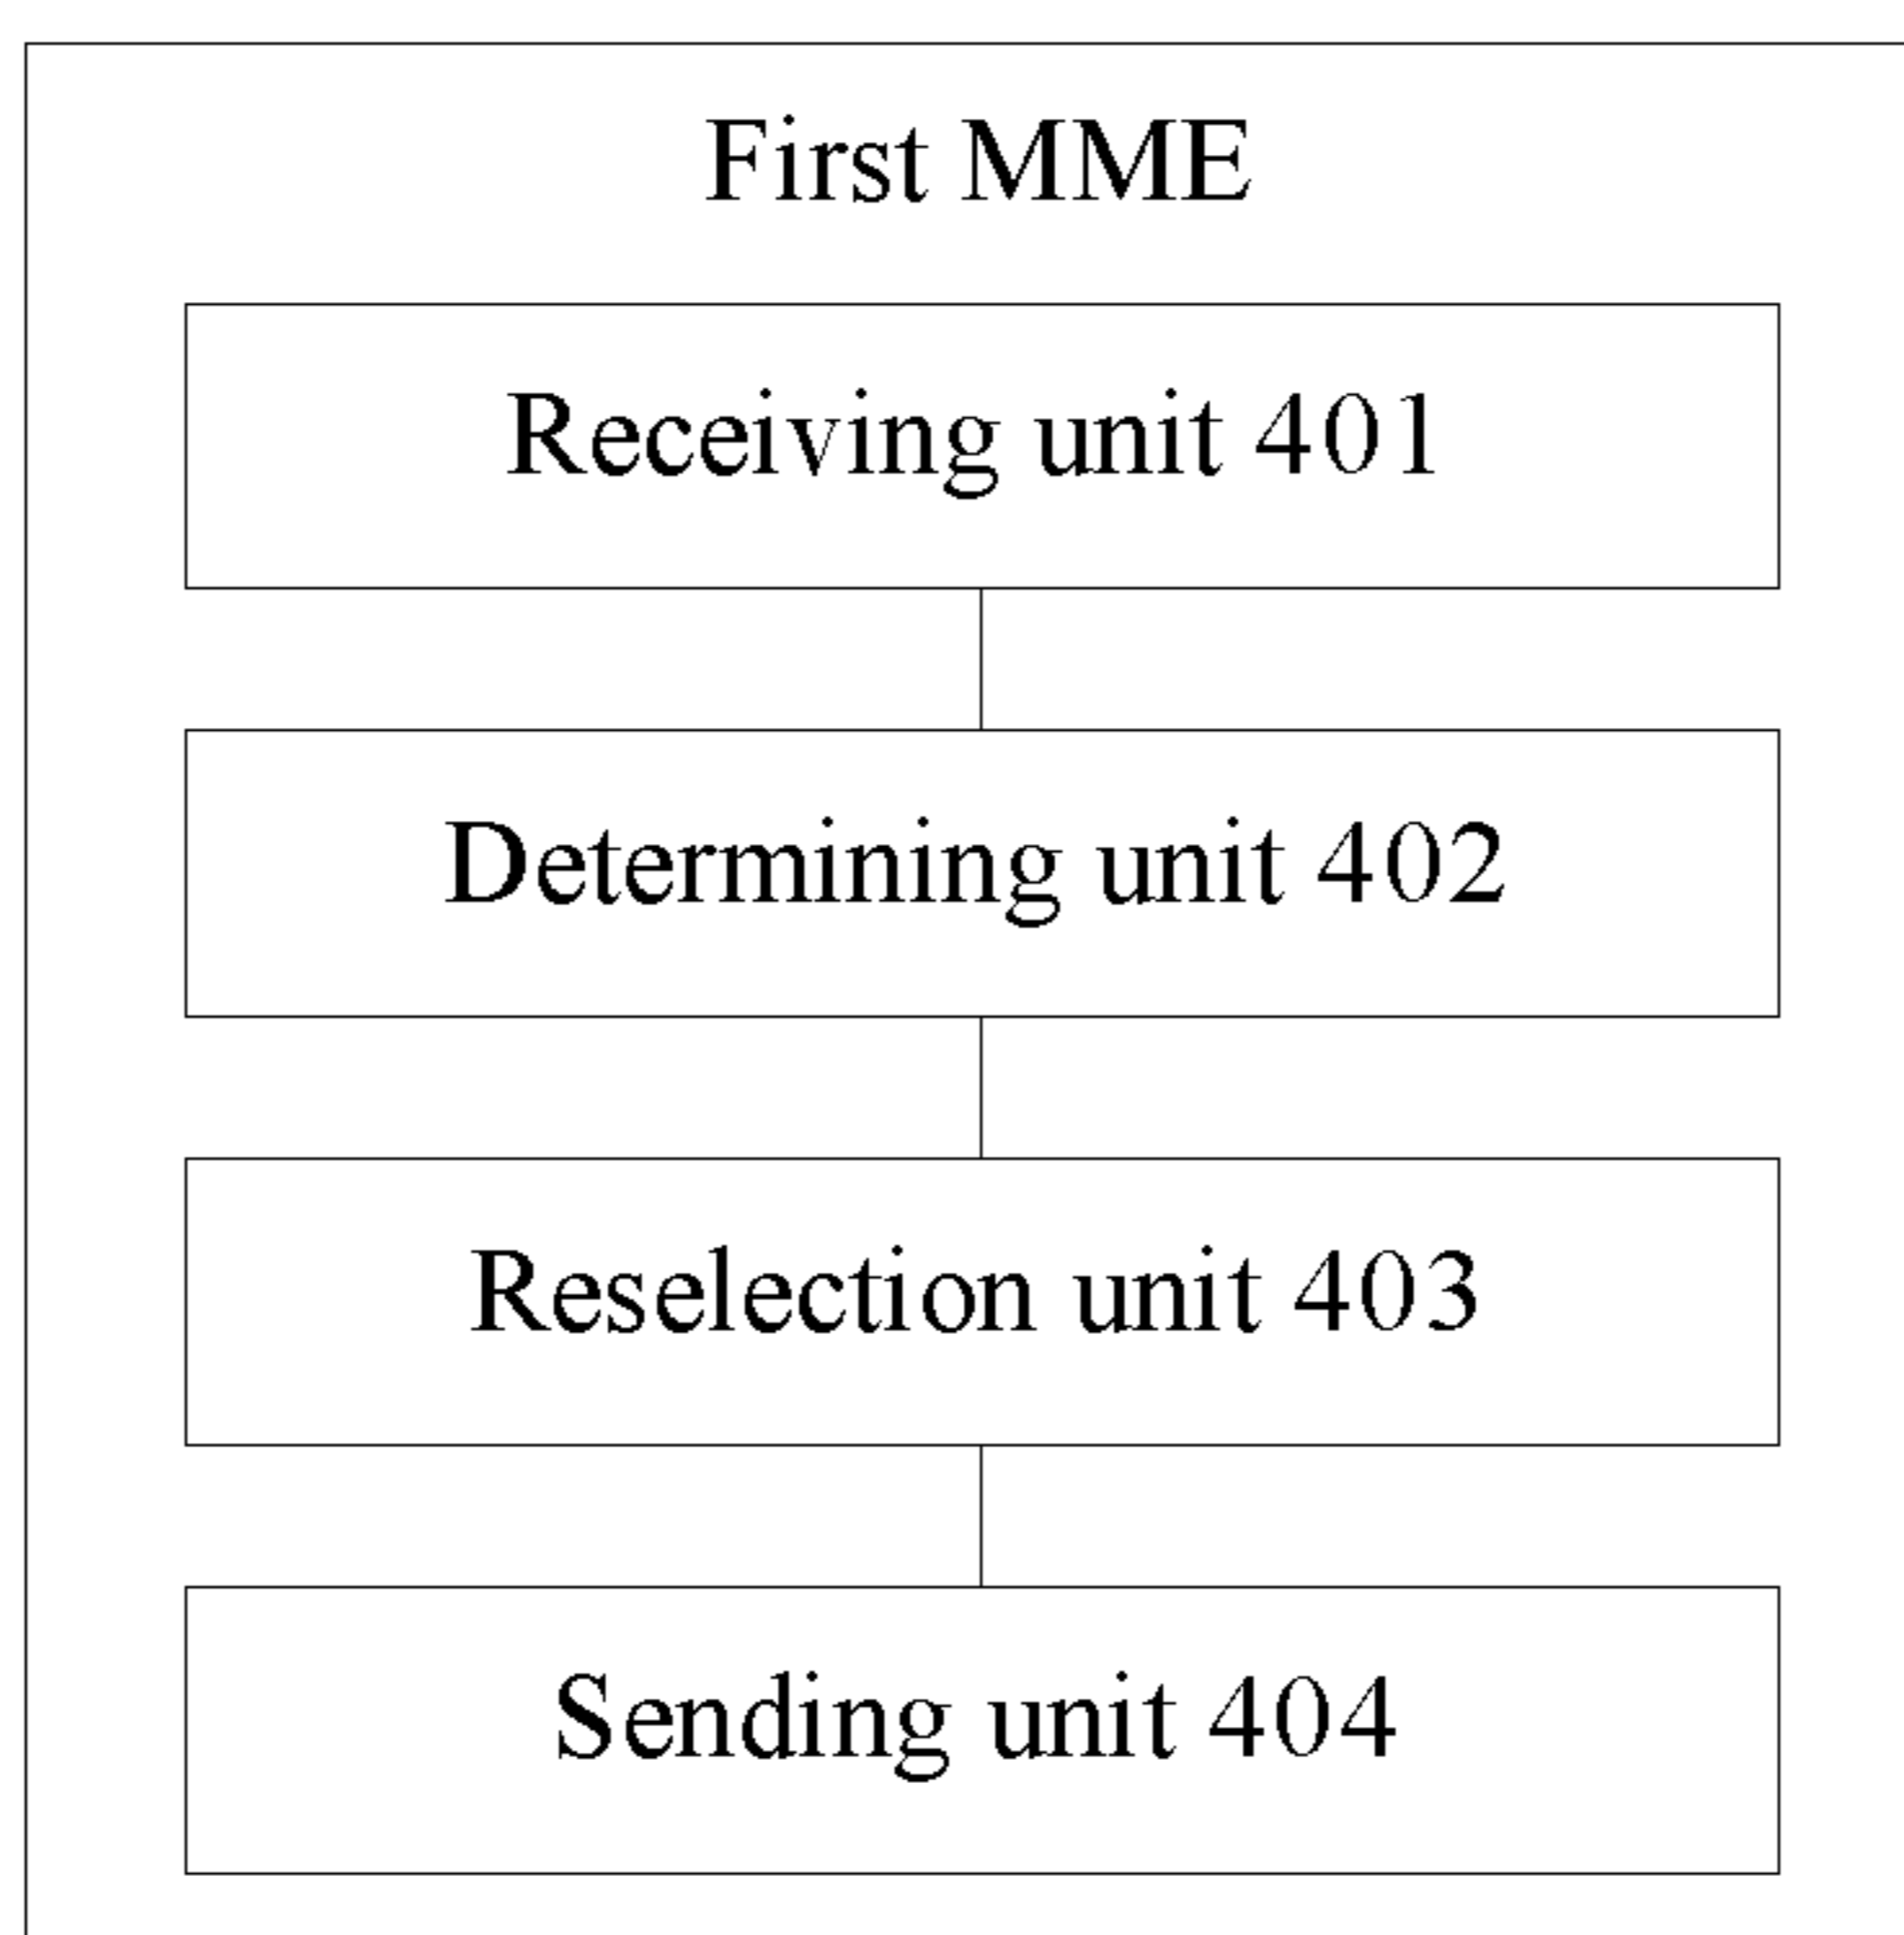 First MME
Receiving unit 401
Determining unit 402
Reselection unit 403
Sending unit 404